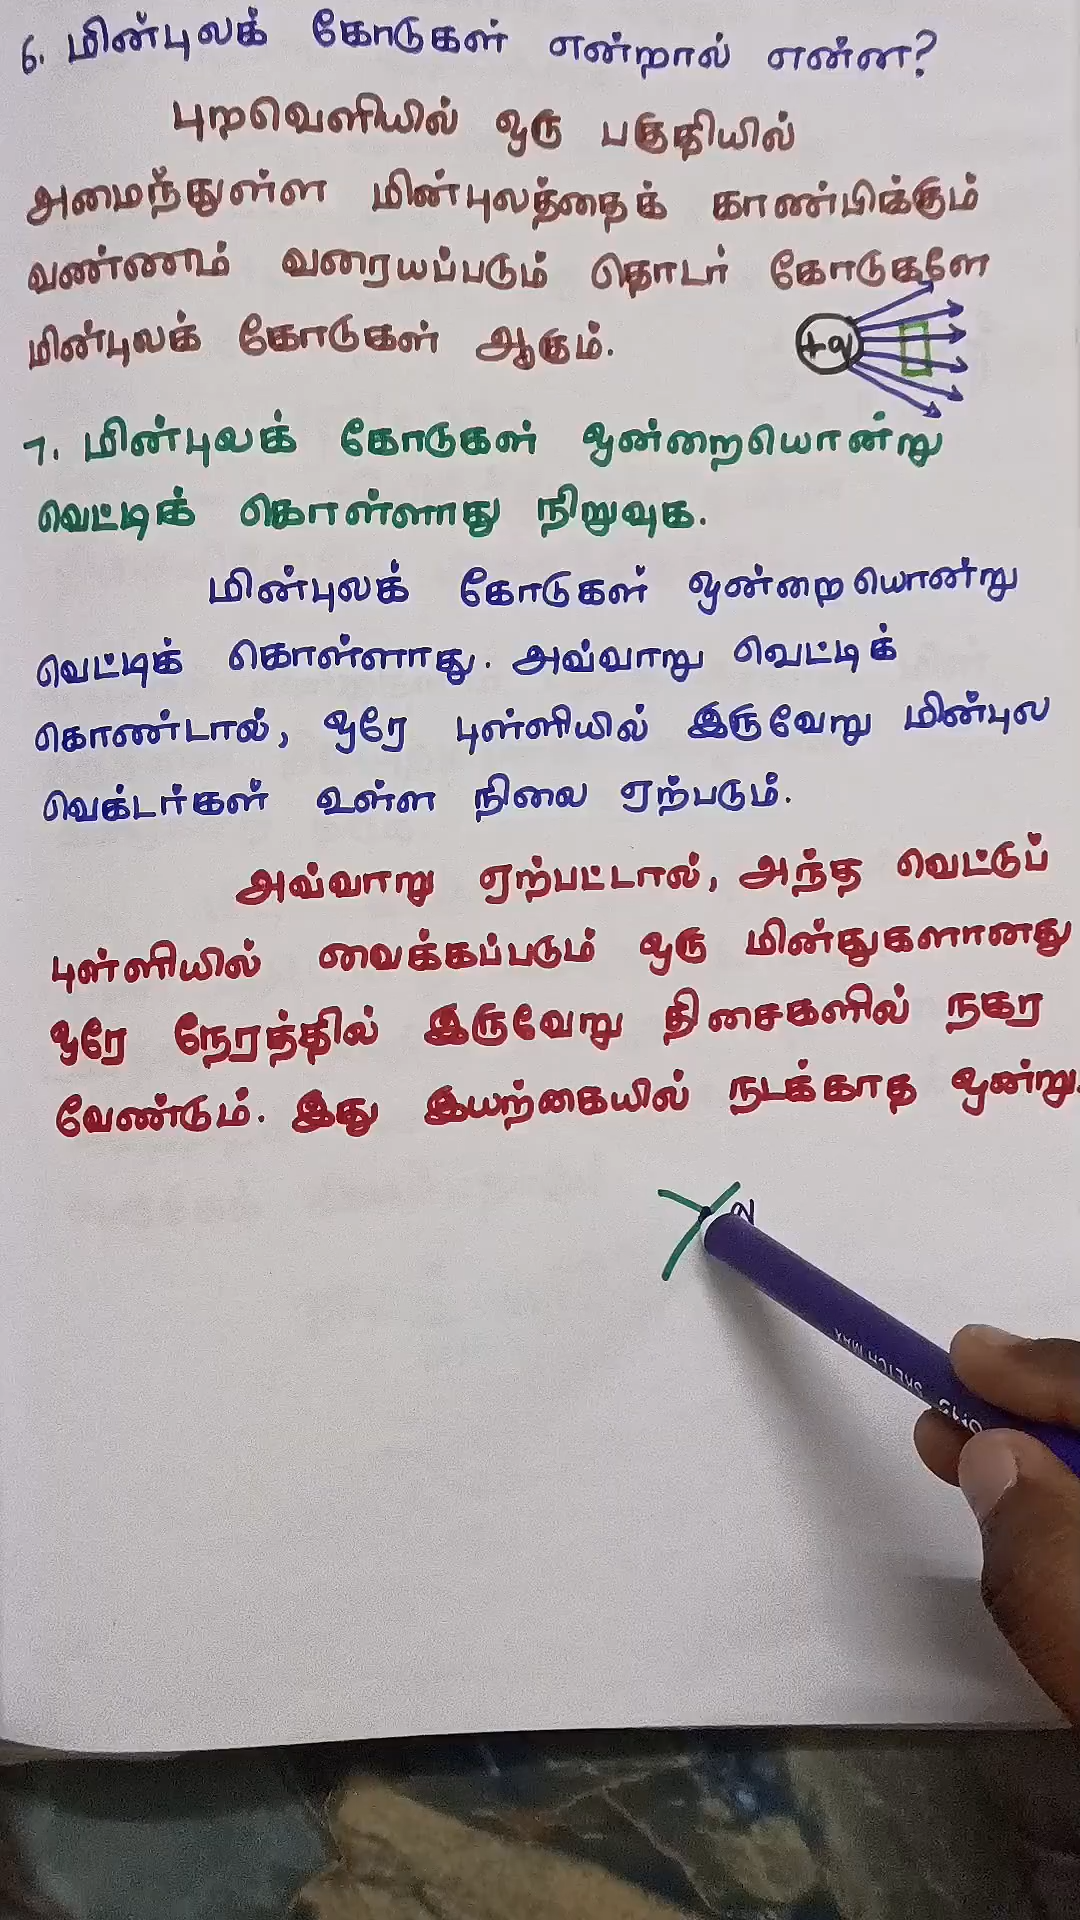 6. மின்புலக் கோடுகள் என்றால் என்ன?
புறவெளியில் ஒரு பகுதியில்
அமைந்துள்ள மின்புலத்தைக் காண்பிக்கும்
வண்ணம் வரையப்படும் தொடர் கோடுகளே
மின்புலக் கோடுகள் ஆகும்.
+q
7. மின்புலக் கோடுகள் ஒன்றையொன்று
வெட்டிக் கொள்ளாது நிறுவுக.
மின்புலக் கோடுகள் ஒன்றையொன்று
வெட்டிக் கொள்ளாது. அவ்வாறு வெட்டிக்
கொண்டால், ஒரே புள்ளியில் இருவேறு மின்புல
வெக்டர்கள் உள்ள நிலை ஏற்படும்.
அவ்வாறு ஏற்பட்டால், அந்த வெட்டுப்
புள்ளியில் வைக்கப்படும் ஒரு மின்துகளானது
ஒரே நேரத்தில் இருவேறு திசைகளில் நகர
வேண்டும். இது இயற்கையில் நடக்காத ஒன்று.
q
SKETCH MAX